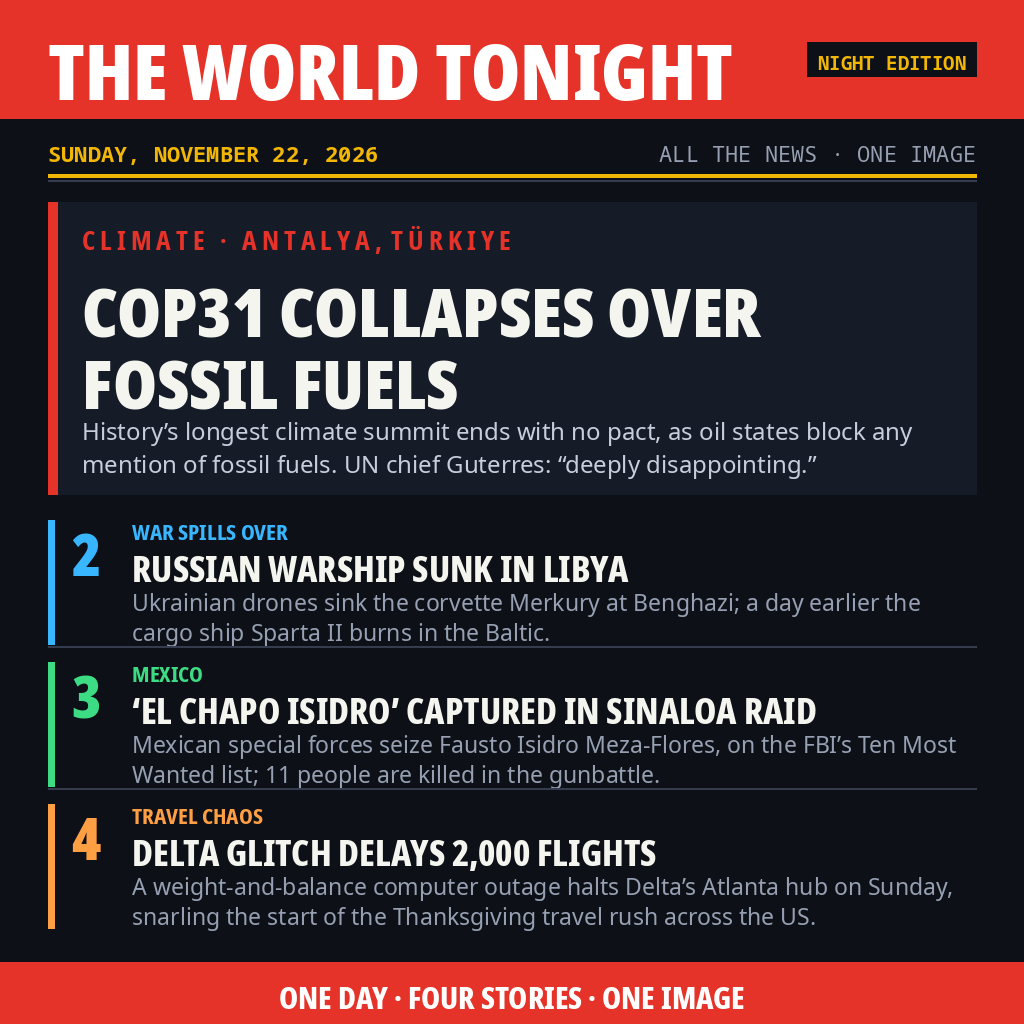 THE WORLD TONIGHT
NIGHT EDITION
SUNDAY, NOVEMBER 22, 2026
ALL THE NEWS · ONE IMAGE
CLIMATE · ANTALYA, TÜRKIYE
COP31 COLLAPSES OVER
FOSSIL FUELS
History’s longest climate summit ends with no pact, as oil states block any
mention of fossil fuels. UN chief Guterres: “deeply disappointing.”
2
WAR SPILLS OVER
RUSSIAN WARSHIP SUNK IN LIBYA
Ukrainian drones sink the corvette Merkury at Benghazi; a day earlier the
cargo ship Sparta II burns in the Baltic.
3
MEXICO
‘EL CHAPO ISIDRO’ CAPTURED IN SINALOA RAID
Mexican special forces seize Fausto Isidro Meza-Flores, on the FBI’s Ten Most
Wanted list; 11 people are killed in the gunbattle.
4
TRAVEL CHAOS
DELTA GLITCH DELAYS 2,000 FLIGHTS
A weight-and-balance computer outage halts Delta’s Atlanta hub on Sunday,
snarling the start of the Thanksgiving travel rush across the US.
ONE DAY · FOUR STORIES · ONE IMAGE